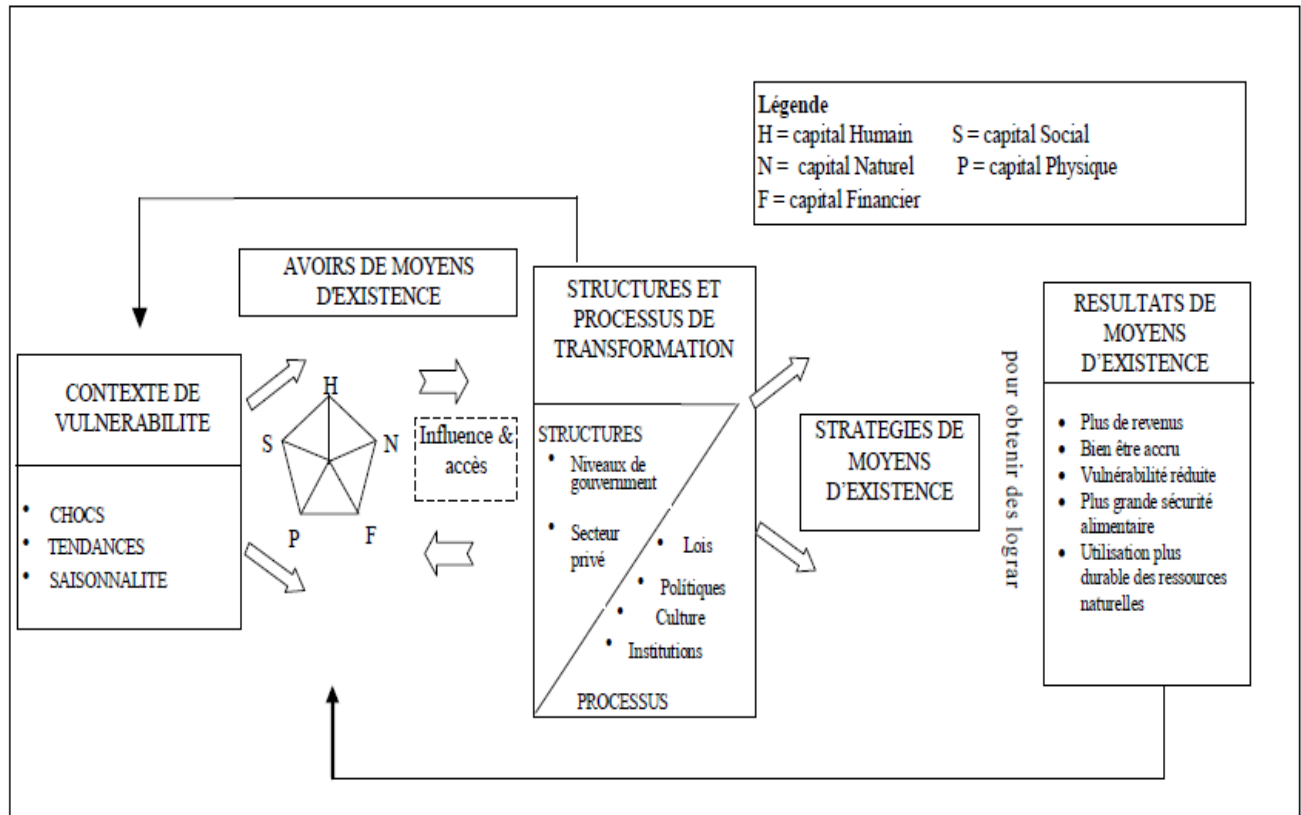 Légende
H = capital Humain S = capital Social
N = capital Naturel P = capital Physique
F = capital Financier
AVOIRS DE MOYENS
D'EXISTENCE
CONTEXTE DE
VULNERABILITE
• CHOCS
• TENDANCES
• SAISONNALITE
H
S
N
P
F
Influence &
accès
STRUCTURES ET
PROCESSUS DE
TRANSFORMATION
STRUCTURES
• Niveaux de
gouvernment
• Secteur
privé
• Lois
• Politiques
• Culture
• Institutions
PROCESSUS
STRATEGIES DE
MOYENS
D'EXISTENCE
pour obtenir des lograr
RESULTATS DE
MOYENS
D'EXISTENCE
• Plus de revenus
• Bien être accru
• Vulnérabilité réduite
• Plus grande sécurité
alimentaire
• Utilisation plus
durable des ressources
naturelles